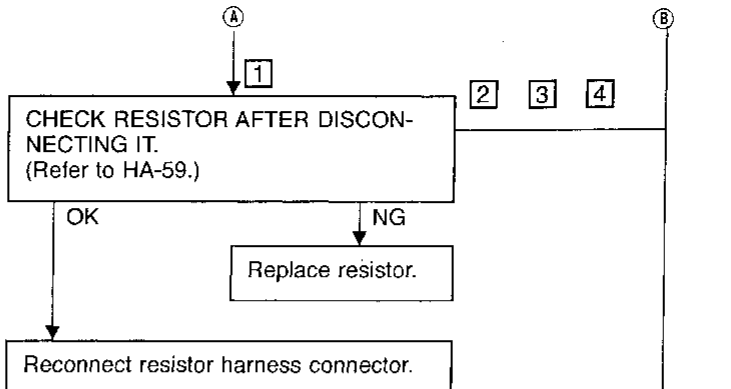 A
B
1
2 3 4
CHECK RESISTOR AFTER DISCON-
NECTING IT.
(Refer to HA-59.)
OK
NG
Replace resistor.
Reconnect resistor harness connector.